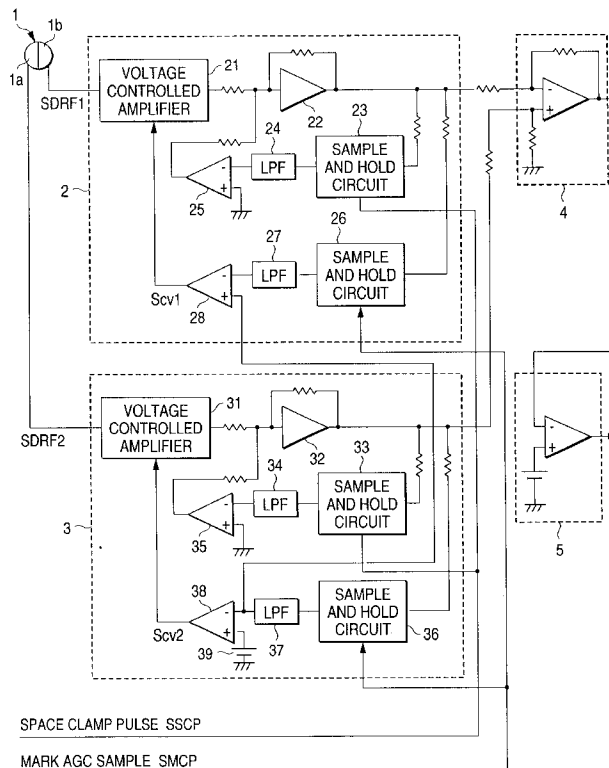 1
1b
1a
SDRF1
VOLTAGE
CONTROLLED
AMPLIFIER
21
22
23
24
LPF
SAMPLE
AND HOLD
CIRCUIT
-
+
25
2
26
27
LPF
SAMPLE
AND HOLD
CIRCUIT
-
+
Scv1
28
-
+
4
VOLTAGE
CONTROLLED
AMPLIFIER
31
SDRF2
32
33
34
LPF
SAMPLE
AND HOLD
CIRCUIT
-
+
35
3
38
-
+
LPF
37
SAMPLE
AND HOLD
CIRCUIT
36
Scv2
39
-
+
5
SPACE CLAMP PULSE SSCP
MARK AGC SAMPLE SMCP